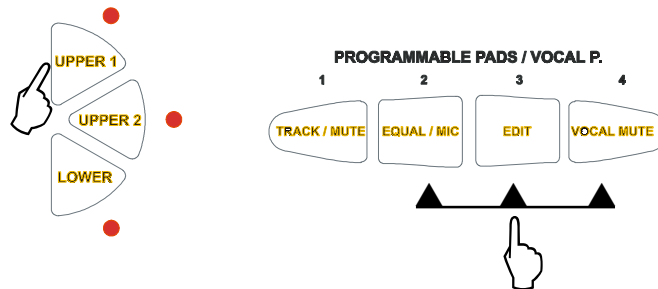 UPPER 1
UPPER 2
LOWER
PROGRAMMABLE PADS / VOCAL P.
1 2 3 4
TRACK / MUTE EQUAL / MIC EDIT VOCAL MUTE